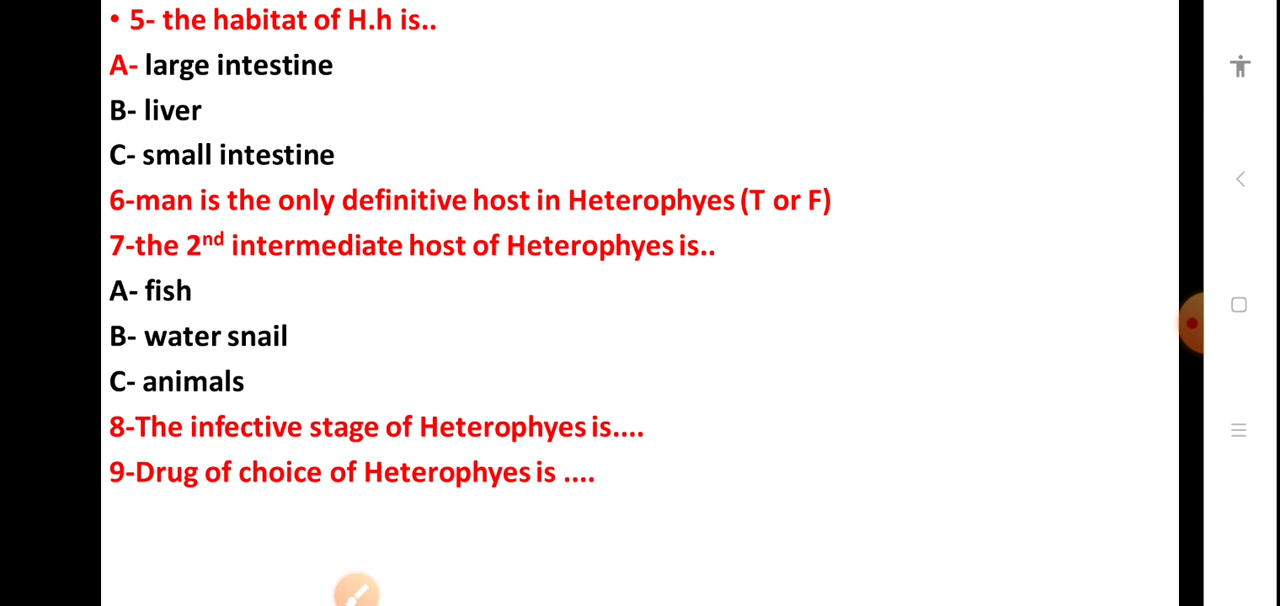 • 5- the habitat of H.h is..
A- large intestine
B- liver
C- small intestine
6-man is the only definitive host in Heterophyes (T or F)
7-the 2nd intermediate host of Heterophyes is..
A- fish
B- water snail
C- animals
8-The infective stage of Heterophyes is....
9-Drug of choice of Heterophyes is ....